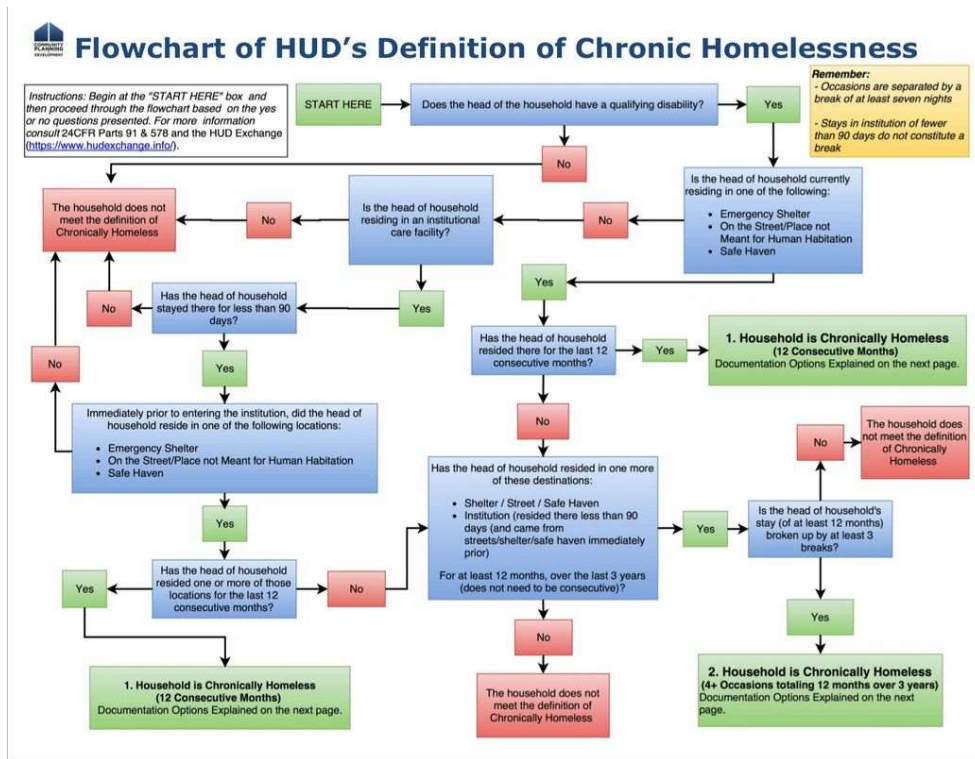 COMMUNITY
PLANNING
DEVELOPMENT
Flowchart of HUD's Definition of Chronic Homelessness
Instructions: Begin at the "START HERE" box and
then proceed through the flowchart based on the yes
or no questions presented. For more information
consult 24CFR Parts 91 & 578 and the HUD Exchange
(https://www.hudexchange.info/).
START HERE
Does the head of the household have a qualifying disability?
Yes
Remember:
- Occasions are separated by a
break of at least seven nights
- Stays in institution of fewer
than 90 days do not constitute a
break
No
The household does not
meet the definition of
Chronically Homeless
No
Is the head of household
residing in an institutional
care facility?
No
Is the head of household currently
residing in one of the following:
• Emergency Shelter
• On the Street/Place not
Meant for Human Habitation
• Safe Haven
No
Has the head of household
stayed there for less than 90
days?
Yes
Yes
Has the head of household
resided there for the last 12
consecutive months?
Yes
1. Household is Chronically Homeless
(12 Consecutive Months)
Documentation Options Explained on the next page.
No
Yes
Immediately prior to entering the institution, did the head of
household reside in one of the following locations:
• Emergency Shelter
• On the Street/Place not Meant for Human Habitation
• Safe Haven
No
No
The household does
not meet the definition
of Chronically
Homeless
Has the head of household resided in one more
of these destinations:
• Shelter / Street / Safe Haven
• Institution (resided there less than 90
days (and came from
streets/shelter/safe haven immediately
prior)
For at least 12 months, over the last 3 years
(does not need to be consecutive)?
Yes
Is the head of household's
stay (of at least 12 months)
broken up by at least 3
breaks?
Yes
Yes
Has the head of household
resided one or more of those
locations for the last 12
consecutive months?
No
Yes
No
1. Household is Chronically Homeless
(12 Consecutive Months)
Documentation Options Explained on the next page.
The household does not
meet the definition of
Chronically Homeless
2. Household is Chronically Homeless
(4+ Occasions totaling 12 months over 3 years)
Documentation Options Explained on the next
page.